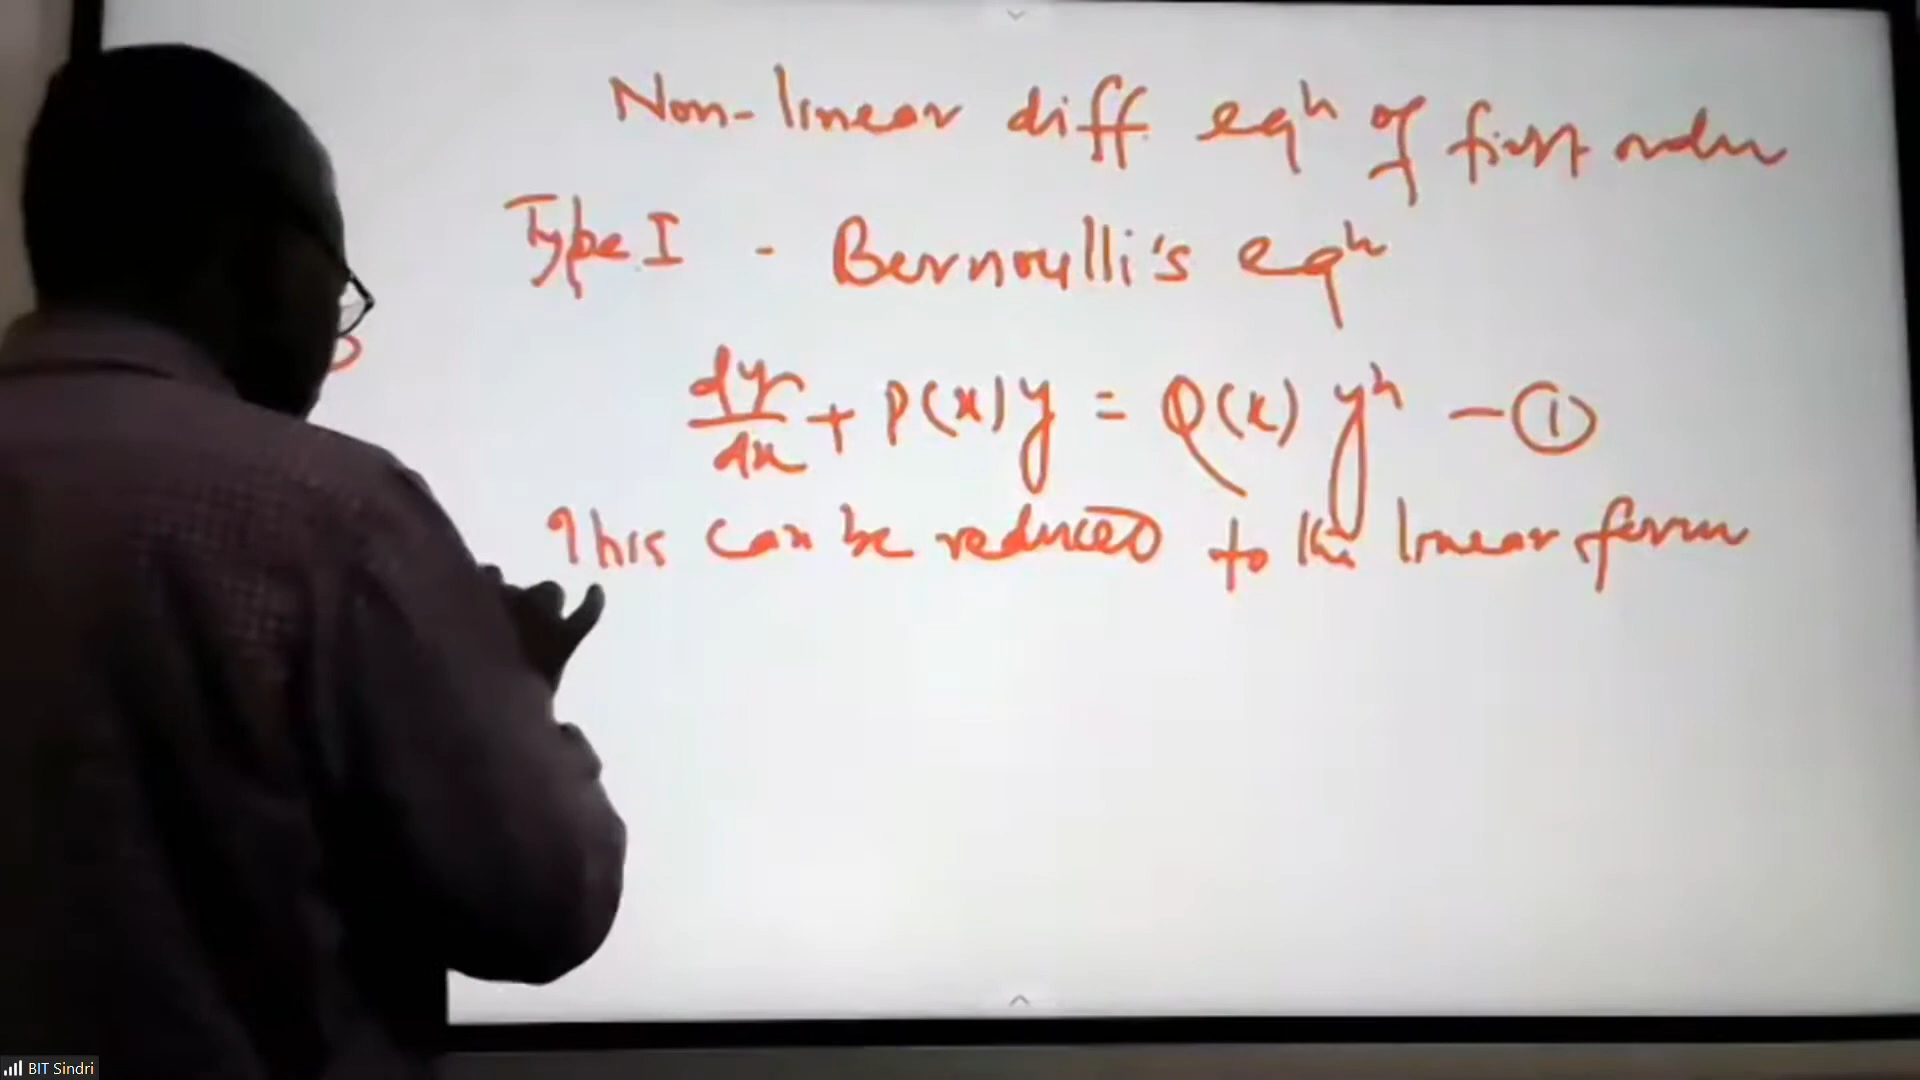 Non-linear diff eqn of first order
Type I - Bernoulli's eqn
dy/dx + P(x)y = Q(x) yⁿ - ①
This can be reduced to the linear form
BIT Sindri